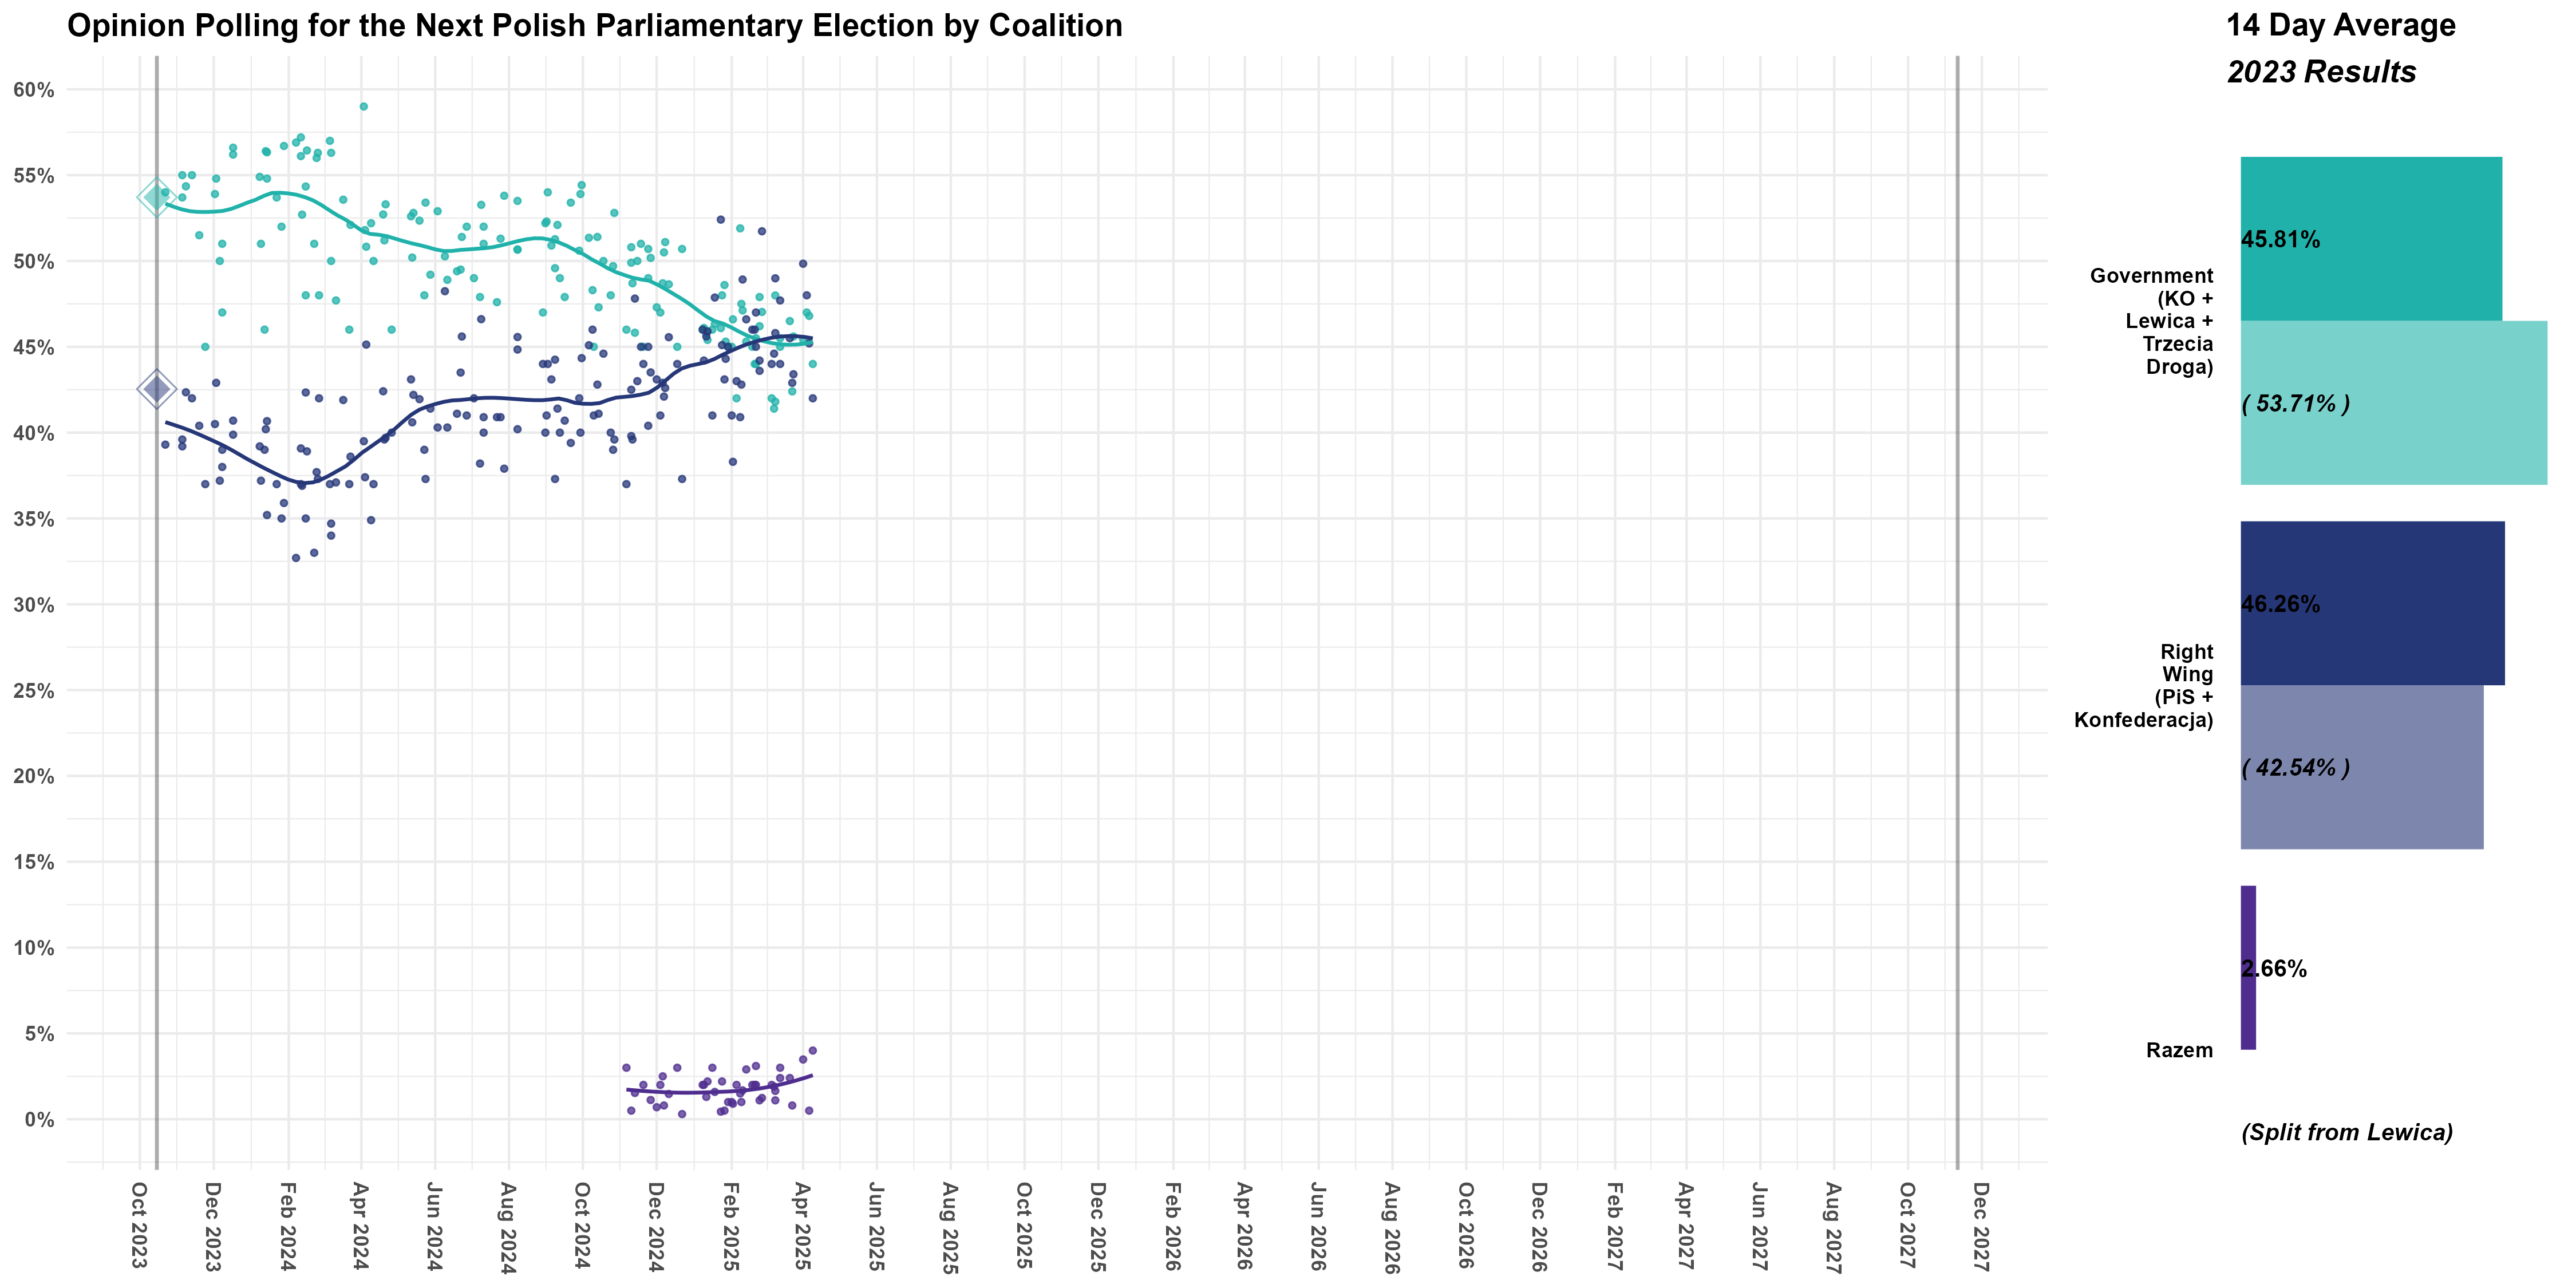 Opinion Polling for the Next Polish Parliamentary Election by Coalition
14 Day Average
2023 Results
60%
55%
50%
45%
40%
35%
30%
25%
20%
15%
10%
5%
0%
Oct 2023
Dec 2023
Feb 2024
Apr 2024
Jun 2024
Aug 2024
Oct 2024
Dec 2024
Feb 2025
Apr 2025
Jun 2025
Aug 2025
Oct 2025
Dec 2025
Feb 2026
Apr 2026
Jun 2026
Aug 2026
Oct 2026
Dec 2026
Feb 2027
Apr 2027
Jun 2027
Aug 2027
Oct 2027
Dec 2027
Government
(KO +
Lewica +
Trzecia
Droga)
45.81%
( 53.71% )
Right
Wing
(PiS +
Konfederacja)
46.26%
( 42.54% )
Razem
2.66%
(Split from Lewica)